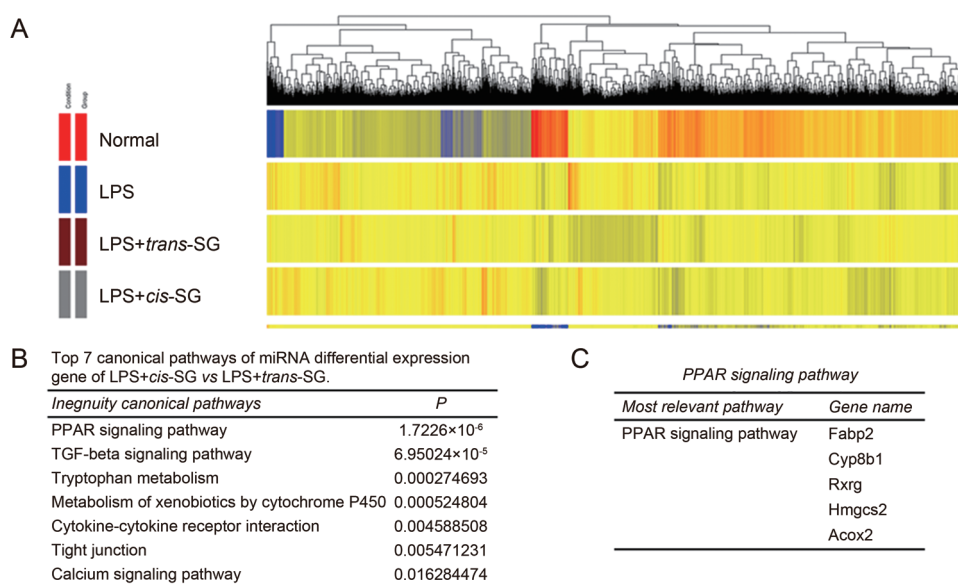 A
Condition
Group
Normal
LPS
LPS+trans-SG
LPS+cis-SG
B
Top 7 canonical pathways of miRNA differential expression
gene of LPS+cis-SG vs LPS+trans-SG.
Inegnuity canonical pathways P
PPAR signaling pathway 1.7226×10⁻⁶
TGF-beta signaling pathway 6.95024×10⁻⁵
Tryptophan metabolism 0.000274693
Metabolism of xenobiotics by cytochrome P450 0.000524804
Cytokine-cytokine receptor interaction 0.004588508
Tight junction 0.005471231
Calcium signaling pathway 0.016284474
C
PPAR signaling pathway
Most relevant pathway Gene name
PPAR signaling pathway Fabp2
Cyp8b1
Rxrg
Hmgcs2
Acox2